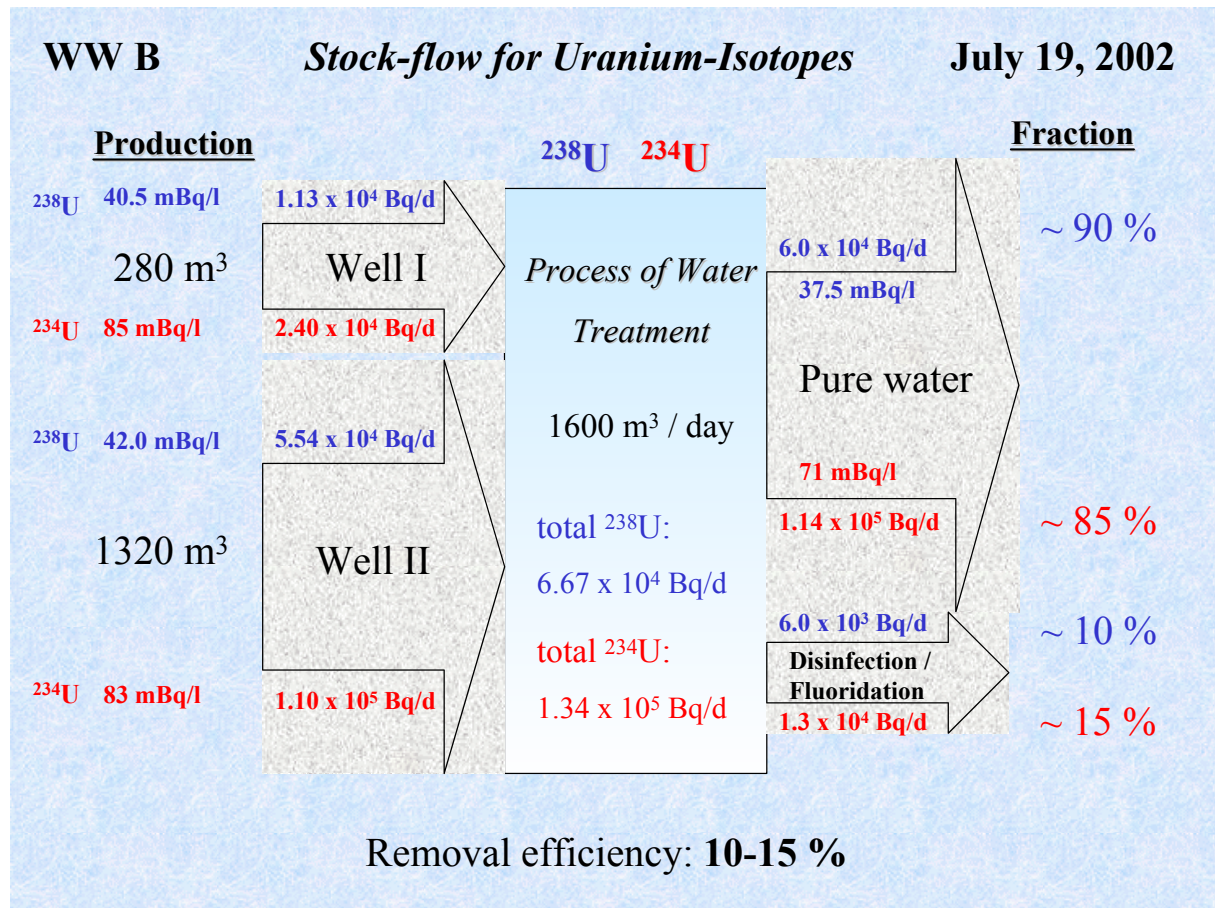 WW B Stock-flow for Uranium-Isotopes July 19, 2002
Production
²³⁸U ²³⁴U
Fraction
²³⁸U 40.5 mBq/l
1.13 x 10⁴ Bq/d
280 m³
Well I
²³⁴U 85 mBq/l
2.40 x 10⁴ Bq/d
²³⁸U 42.0 mBq/l
5.54 x 10⁴ Bq/d
1320 m³
Well II
²³⁴U 83 mBq/l
1.10 x 10⁵ Bq/d
Process of Water
Treatment
1600 m³ / day
total ²³⁸U:
6.67 x 10⁴ Bq/d
total ²³⁴U:
1.34 x 10⁵ Bq/d
6.0 x 10⁴ Bq/d
37.5 mBq/l
~ 90 %
Pure water
71 mBq/l
1.14 x 10⁵ Bq/d
~ 85 %
6.0 x 10³ Bq/d
~ 10 %
Disinfection /
Fluoridation
1.3 x 10⁴ Bq/d
~ 15 %
Removal efficiency: 10-15 %